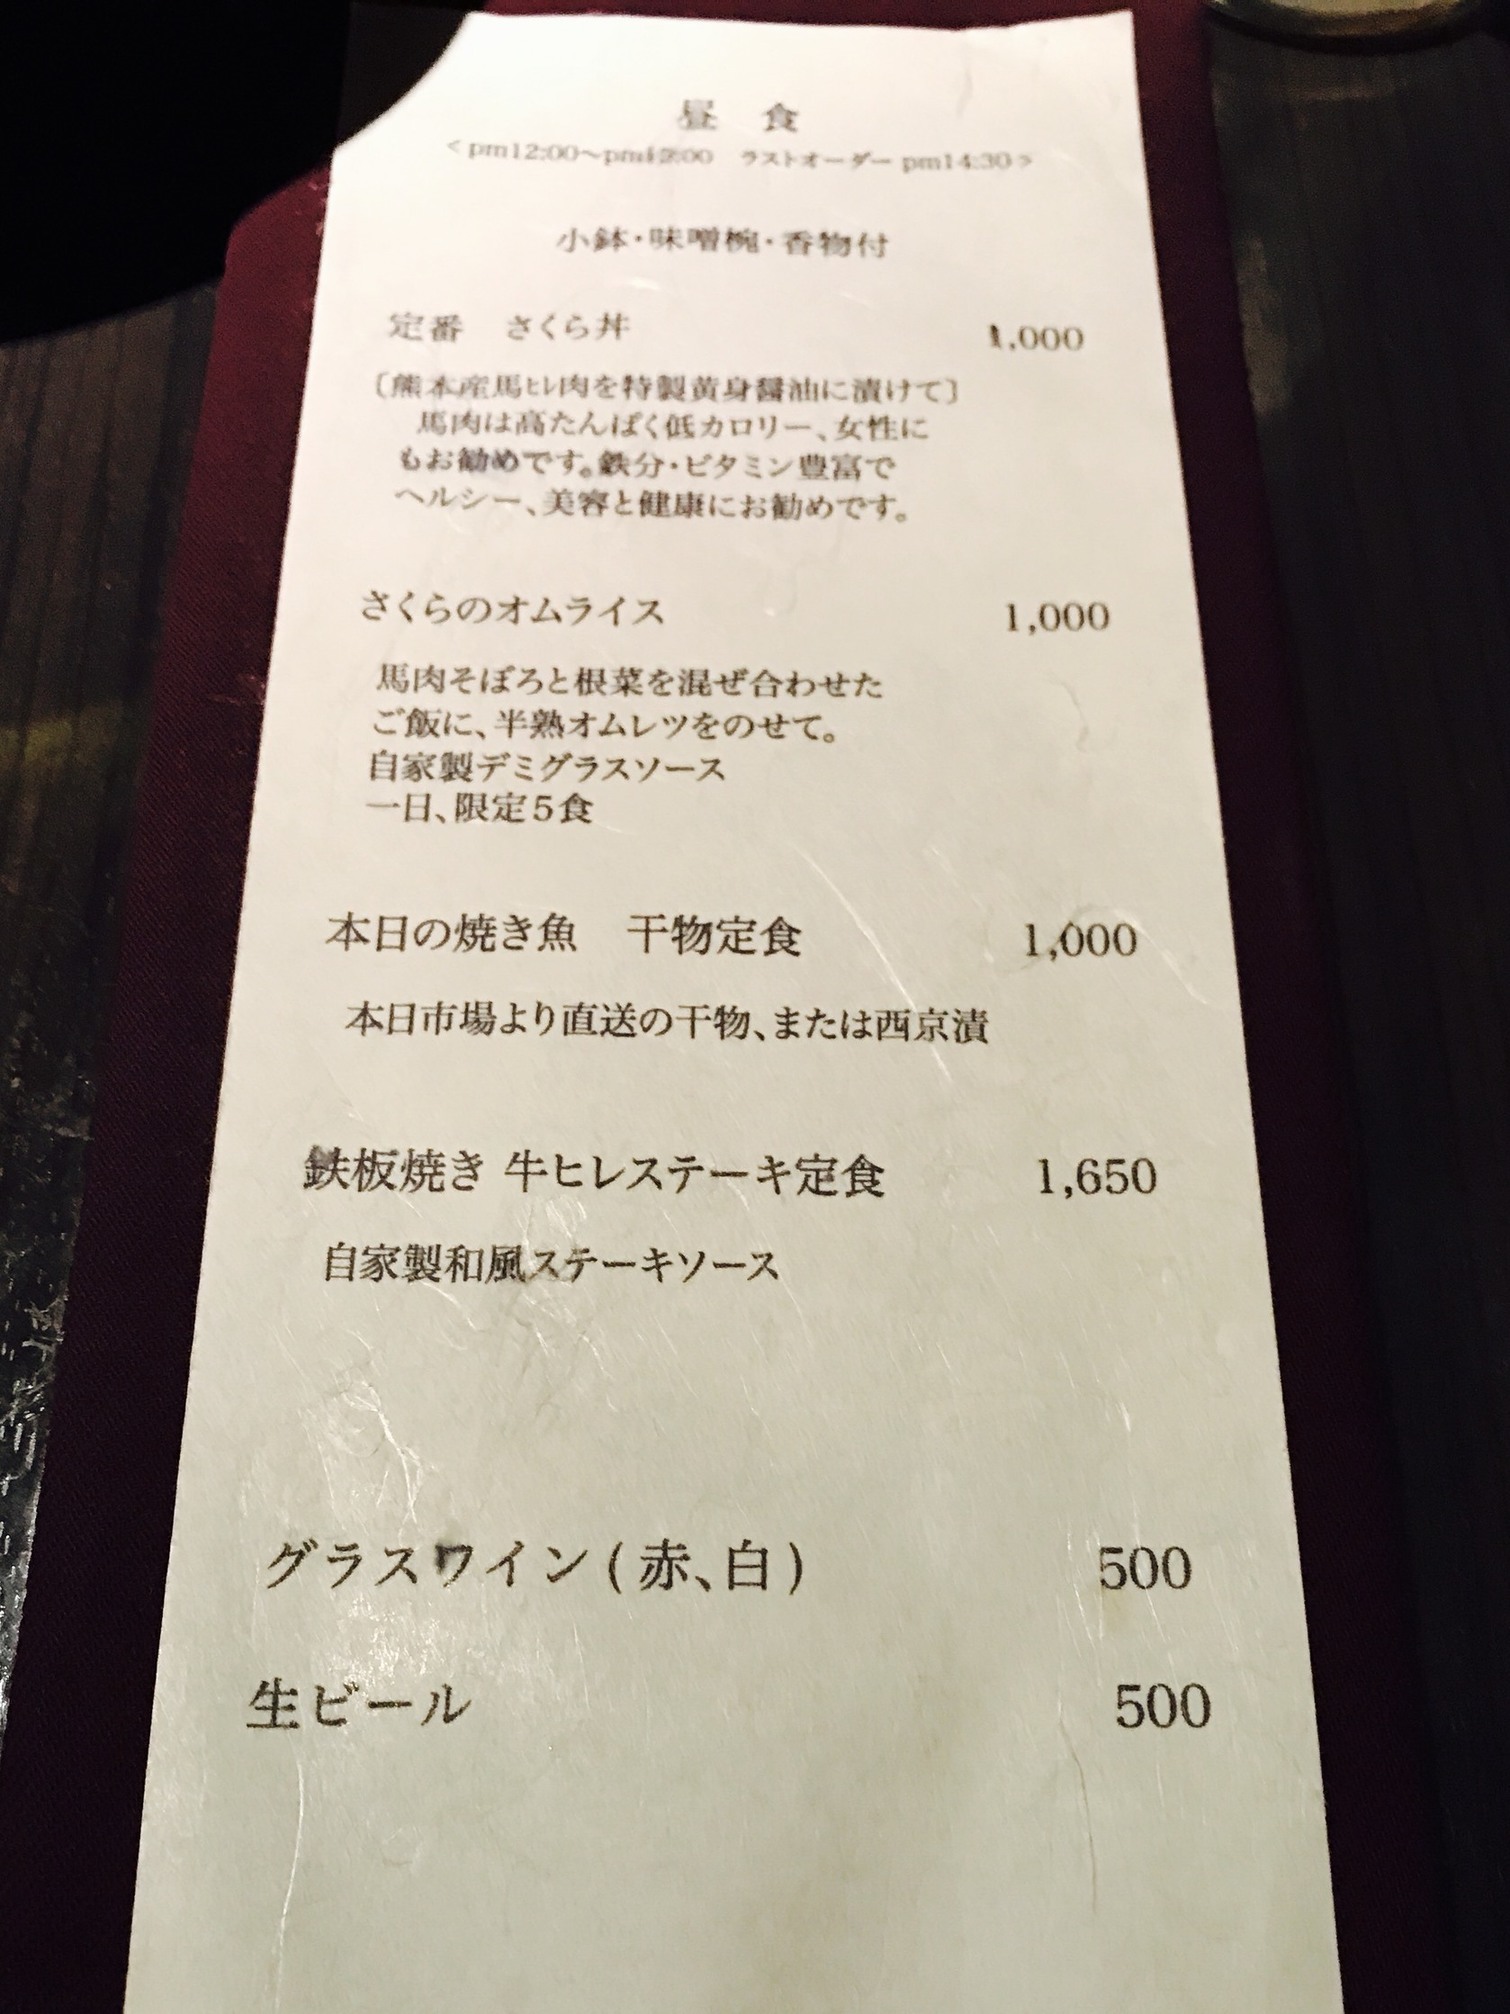 昼 食
<pm12:00～ ラストオーダー pm14:30>
小鉢・味噌椀・香物付
定番 さくら丼 1,000
〔熊本産馬ヒレ肉を特製黄身醤油に漬けて〕
馬肉は高たんぱく低カロリー、女性に
もお勧めです。鉄分・ビタミン豊富で
ヘルシー、美容と健康にお勧めです。
さくらのオムライス 1,000
馬肉そぼろと根菜を混ぜ合わせた
ご飯に、半熟オムレツをのせて。
自家製デミグラスソース
一日、限定５食
本日の焼き魚 干物定食 1,000
本日市場より直送の干物、または西京漬
鉄板焼き 牛ヒレステーキ定食 1,650
自家製和風ステーキソース
グラスワイン(赤、白) 500
生ビール 500